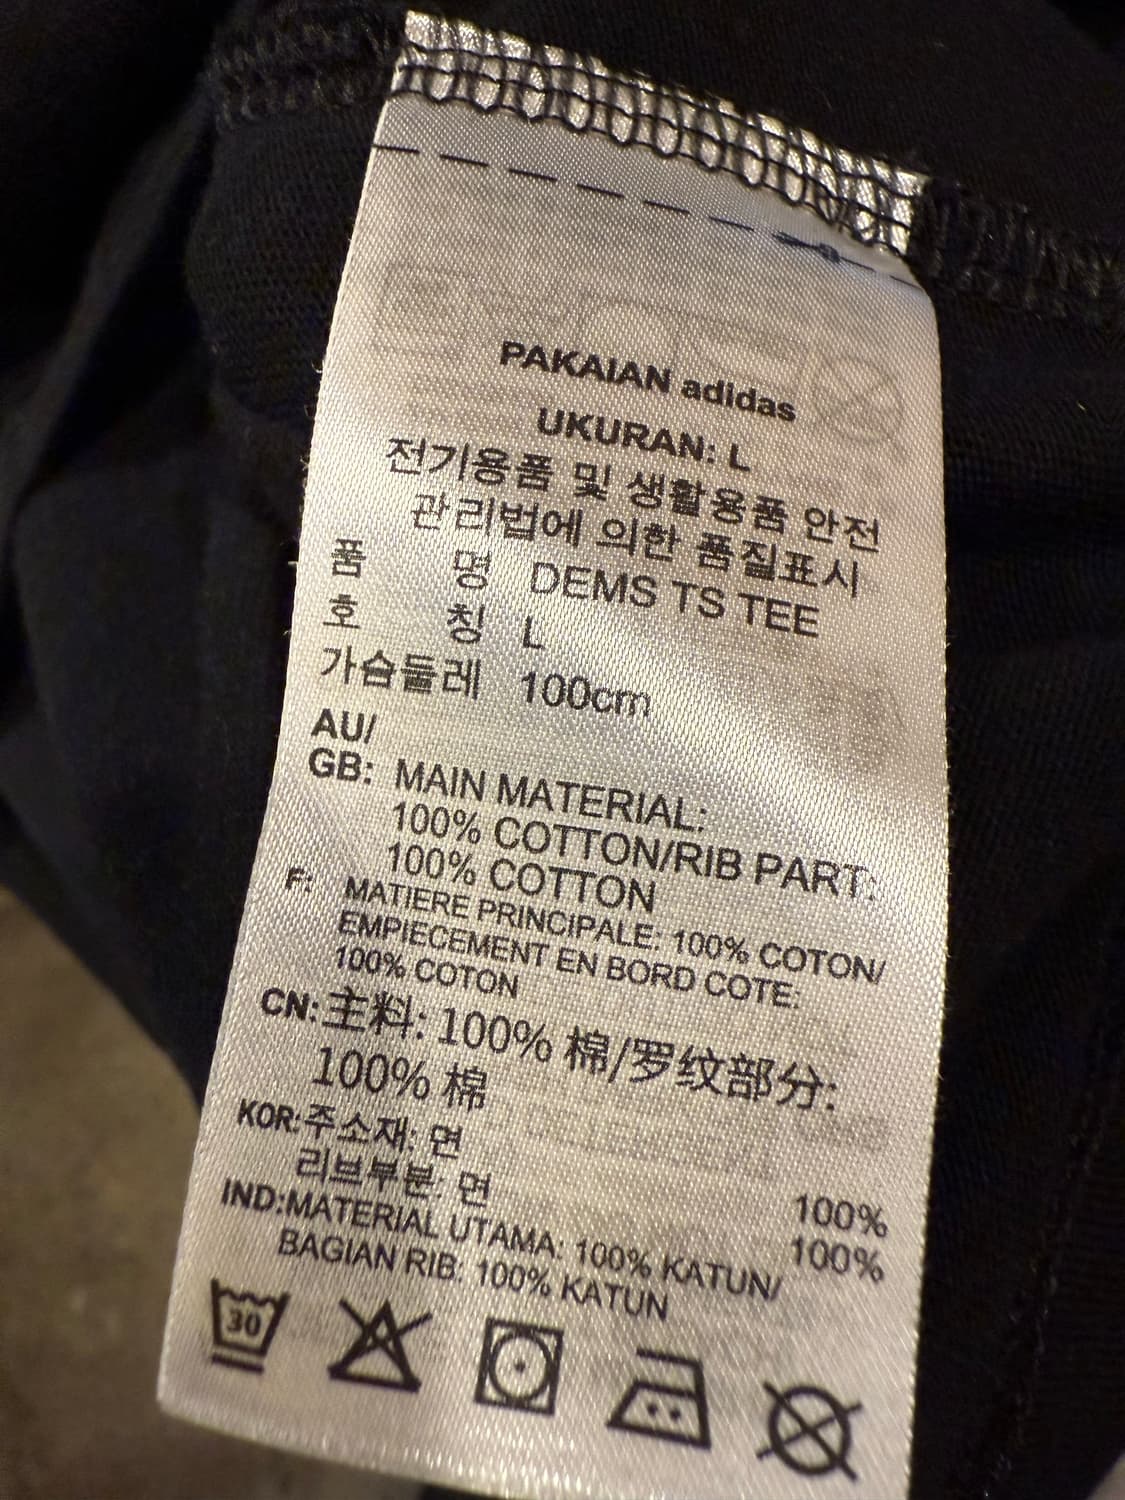 PAKAIAN adidas
UKURAN: L
전기용품 및 생활용품 안전
관리법에 의한 품질표시
품 명 DEMS TS TEE
호 칭 L
가슴둘레 100cm
AU/
GB: MAIN MATERIAL:
100% COTTON/RIB PART:
100% COTTON
F: MATIERE PRINCIPALE: 100% COTON/
EMPIECEMENT EN BORD COTE:
100% COTON
CN: 主料: 100% 棉/罗纹部分:
100% 棉
KOR: 주소재: 면 100%
리브부분: 면 100%
IND: MATERIAL UTAMA: 100% KATUN/
BAGIAN RIB: 100% KATUN
30